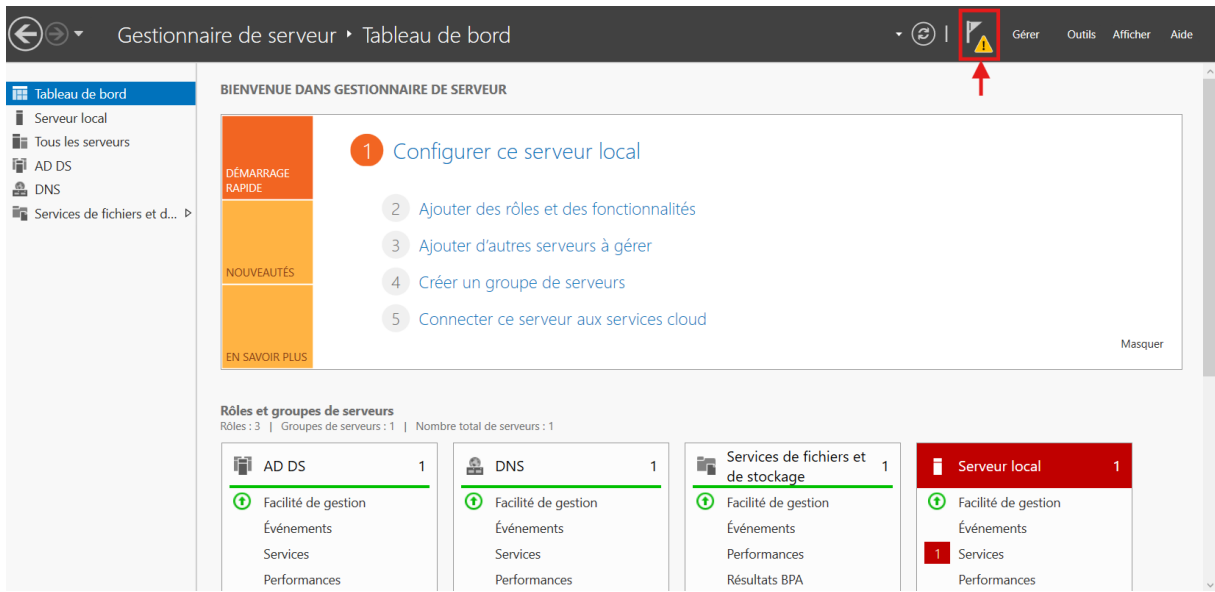 Gestionnaire de serveur ‣ Tableau de bord
Gérer Outils Afficher Aide
Tableau de bord
Serveur local
Tous les serveurs
AD DS
DNS
Services de fichiers et d...
BIENVENUE DANS GESTIONNAIRE DE SERVEUR
DÉMARRAGE
RAPIDE
NOUVEAUTÉS
EN SAVOIR PLUS
1 Configurer ce serveur local
2 Ajouter des rôles et des fonctionnalités
3 Ajouter d'autres serveurs à gérer
4 Créer un groupe de serveurs
5 Connecter ce serveur aux services cloud
Masquer
Rôles et groupes de serveurs
Rôles : 3 | Groupes de serveurs : 1 | Nombre total de serveurs : 1
AD DS 1
Facilité de gestion
Événements
Services
Performances
DNS 1
Facilité de gestion
Événements
Services
Performances
Services de fichiers et
de stockage 1
Facilité de gestion
Événements
Performances
Résultats BPA
Serveur local 1
Facilité de gestion
Événements
1 Services
Performances